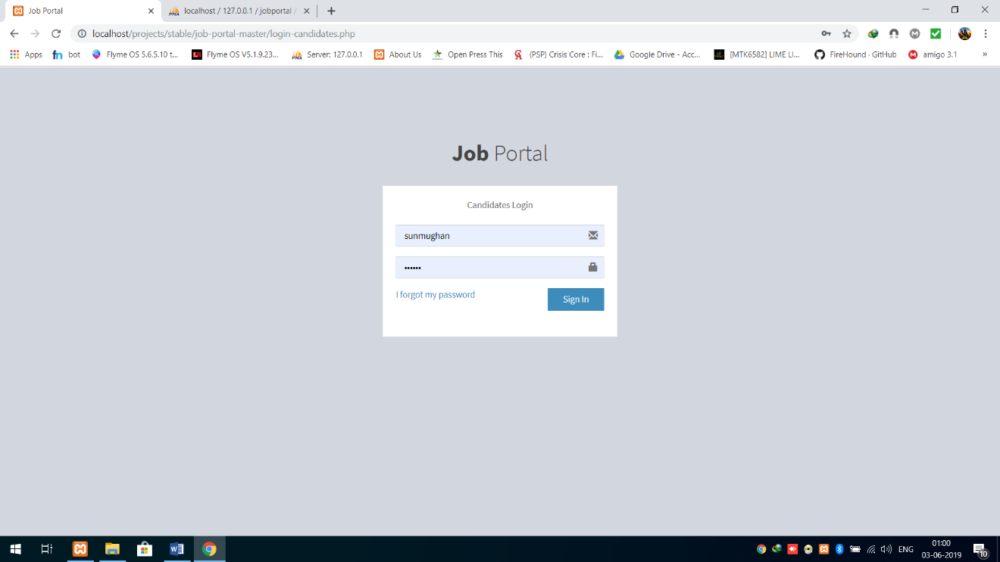 Job Portal
localhost / 127.0.0.1 / jobportal /
localhost/projects/stable/job-portal-master/login-candidates.php
Apps
fn bot
Flyme OS 5.6.5.10 t...
Flyme OS V5.1.9.23...
PMA Server: 127.0.0.1
About Us
Open Press This
(PSP) Crisis Core : Fi...
Google Drive - Acc...
[MTK6582] LIME LI...
FireHound · GitHub
amigo 3.1
»
Job Portal
Candidates Login
sunmughan
••••••
I forgot my password
Sign In
ENG
01:00
03-06-2019
10